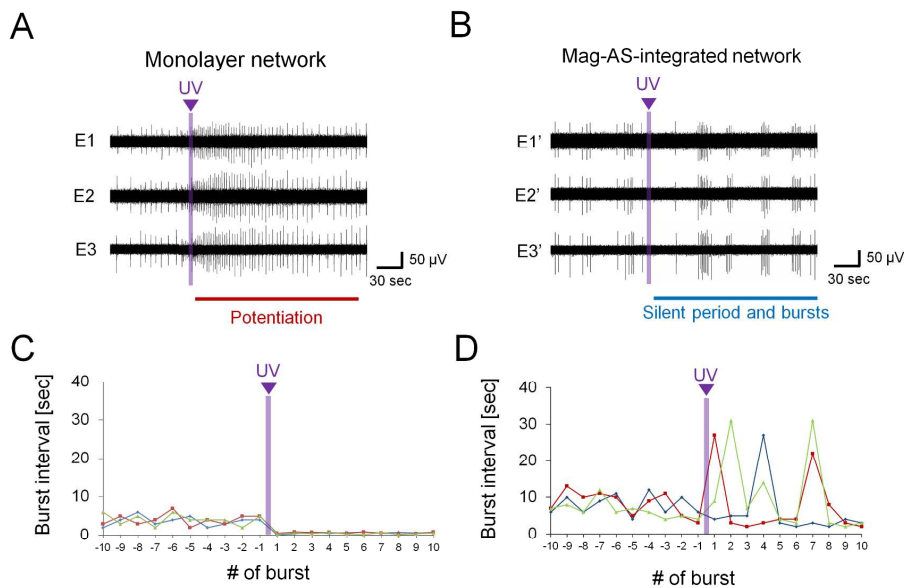 A
Monolayer network
UV
E1
E2
E3
50 µV
30 sec
Potentiation
B
Mag-AS-integrated network
UV
E1'
E2'
E3'
50 µV
30 sec
Silent period and bursts
C
UV
Burst interval [sec]
40
30
20
10
0
-10 -9 -8 -7 -6 -5 -4 -3 -2 -1 1 2 3 4 5 6 7 8 9 10
# of burst
D
UV
Burst interval [sec]
40
30
20
10
0
-10 -9 -8 -7 -6 -5 -4 -3 -2 -1 1 2 3 4 5 6 7 8 9 10
# of burst